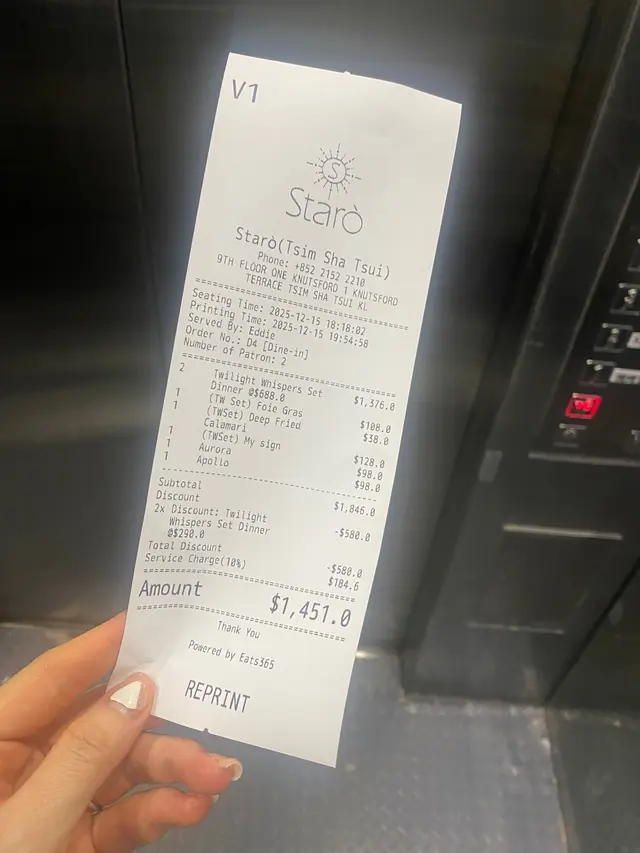 V1
S
Starò
Starò(Tsim Sha Tsui)
Phone: +852 2152 2210
9TH FLOOR ONE KNUTSFORD 1 KNUTSFORD
TERRACE TSIM SHA TSUI KL
Seating Time: 2025-12-15 18:18:02
Printing Time: 2025-12-15 19:54:58
Served By: Eddie
Order No.: D4 [Dine-in]
Number of Patron: 2
2 Twilight Whispers Set $1,376.0
Dinner @$688.0
1 (TW Set) Foie Gras $108.0
1 (TWSet) Deep Fried $38.0
Calamari
1 (TWSet) My sign $128.0
1 Aurora $98.0
1 Apollo $98.0
Subtotal $1,846.0
Discount
2x Discount: Twilight -$580.0
Whispers Set Dinner
@$290.0
Total Discount -$580.0
Service Charge(10%) $184.6
Amount $1,451.0
Thank You
Powered by Eats365
REPRINT